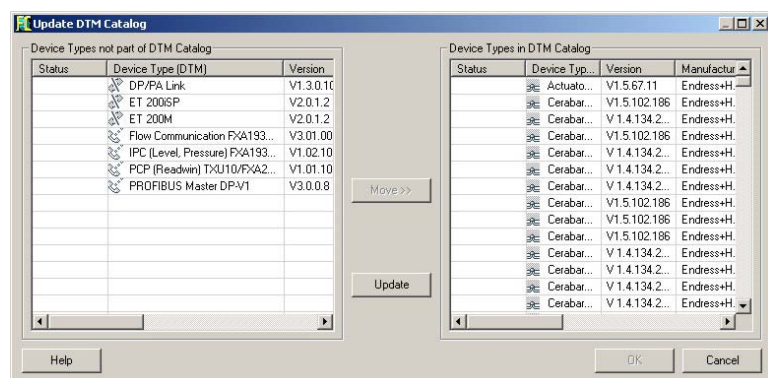 Update DTM Catalog
Device Types not part of DTM Catalog
Status Device Type (DTM) Version
DP/PA Link V1.3.0.10
ET 200iSP V2.0.1.2
ET 200M V2.0.1.2
Flow Communication FXA193... V3.01.00
IPC (Level, Pressure) FXA193... V1.02.10
PCP (Readwin) TXU10/FXA2... V1.01.10
PROFIBUS Master DP-V1 V3.0.0.8
Move >>
Update
Device Types in DTM Catalog
Status Device Typ... Version Manufactur
Actuato... V1.5.67.11 Endress+H.
Cerabar... V1.5.102.186 Endress+H.
Cerabar... V 1.4.134.2... Endress+H.
Cerabar... V1.5.102.186 Endress+H.
Cerabar... V 1.4.134.2... Endress+H.
Cerabar... V 1.4.134.2... Endress+H.
Cerabar... V 1.4.134.2... Endress+H.
Cerabar... V1.5.102.186 Endress+H.
Cerabar... V1.5.102.186 Endress+H.
Cerabar... V1.5.102.186 Endress+H.
Cerabar... V 1.4.134.2... Endress+H.
Cerabar... V 1.4.134.2... Endress+H.
Cerabar... V 1.4.134.2... Endress+H.
Cerabar... V 1.4.134.2... Endress+H.
Help
OK
Cancel